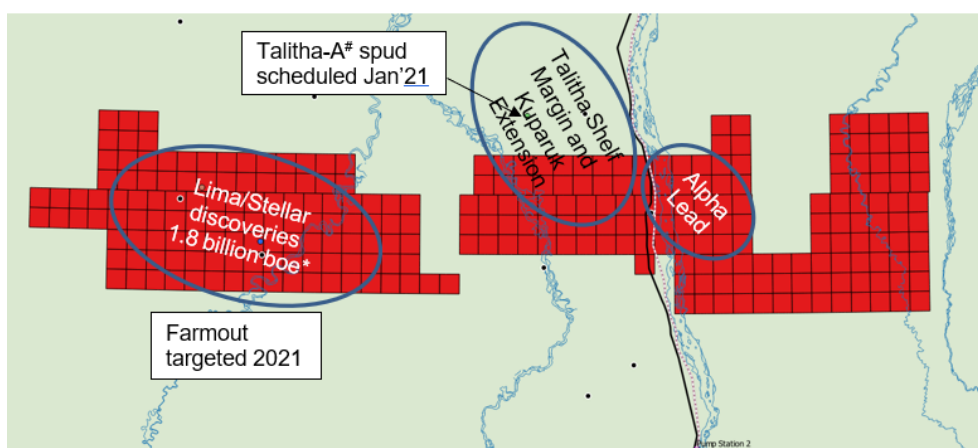 Talitha-A# spud
scheduled Jan'21
Talitha Shelf
Margin and
Kuparuk
Extension
Alpha
Lead
Lima/Stellar
discoveries
1.8 billion boe*
Farmout
targeted 2021
ump Station 2